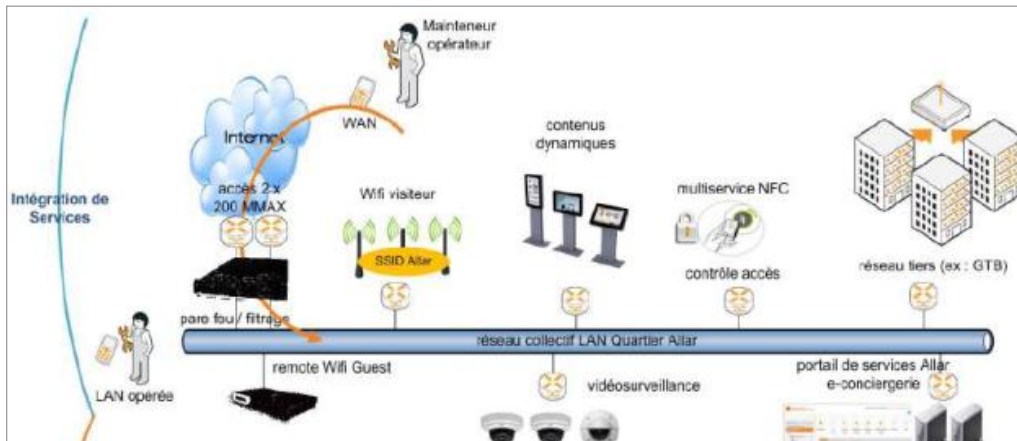 Mainteneur
opérateur
WAN
Internet
accès 2 x
200 MMAX
Intégration de
Services
Wifi visiteur
SSID Allar
contenus
dynamiques
multiservice NFC
contrôle accès
réseau tiers (ex : GTB)
pare fou / filtrage
réseau collectif LAN Quartier Allar
LAN opérée
remote Wifi Guest
vidéosurveillance
portail de services Allar
e-conciergerie